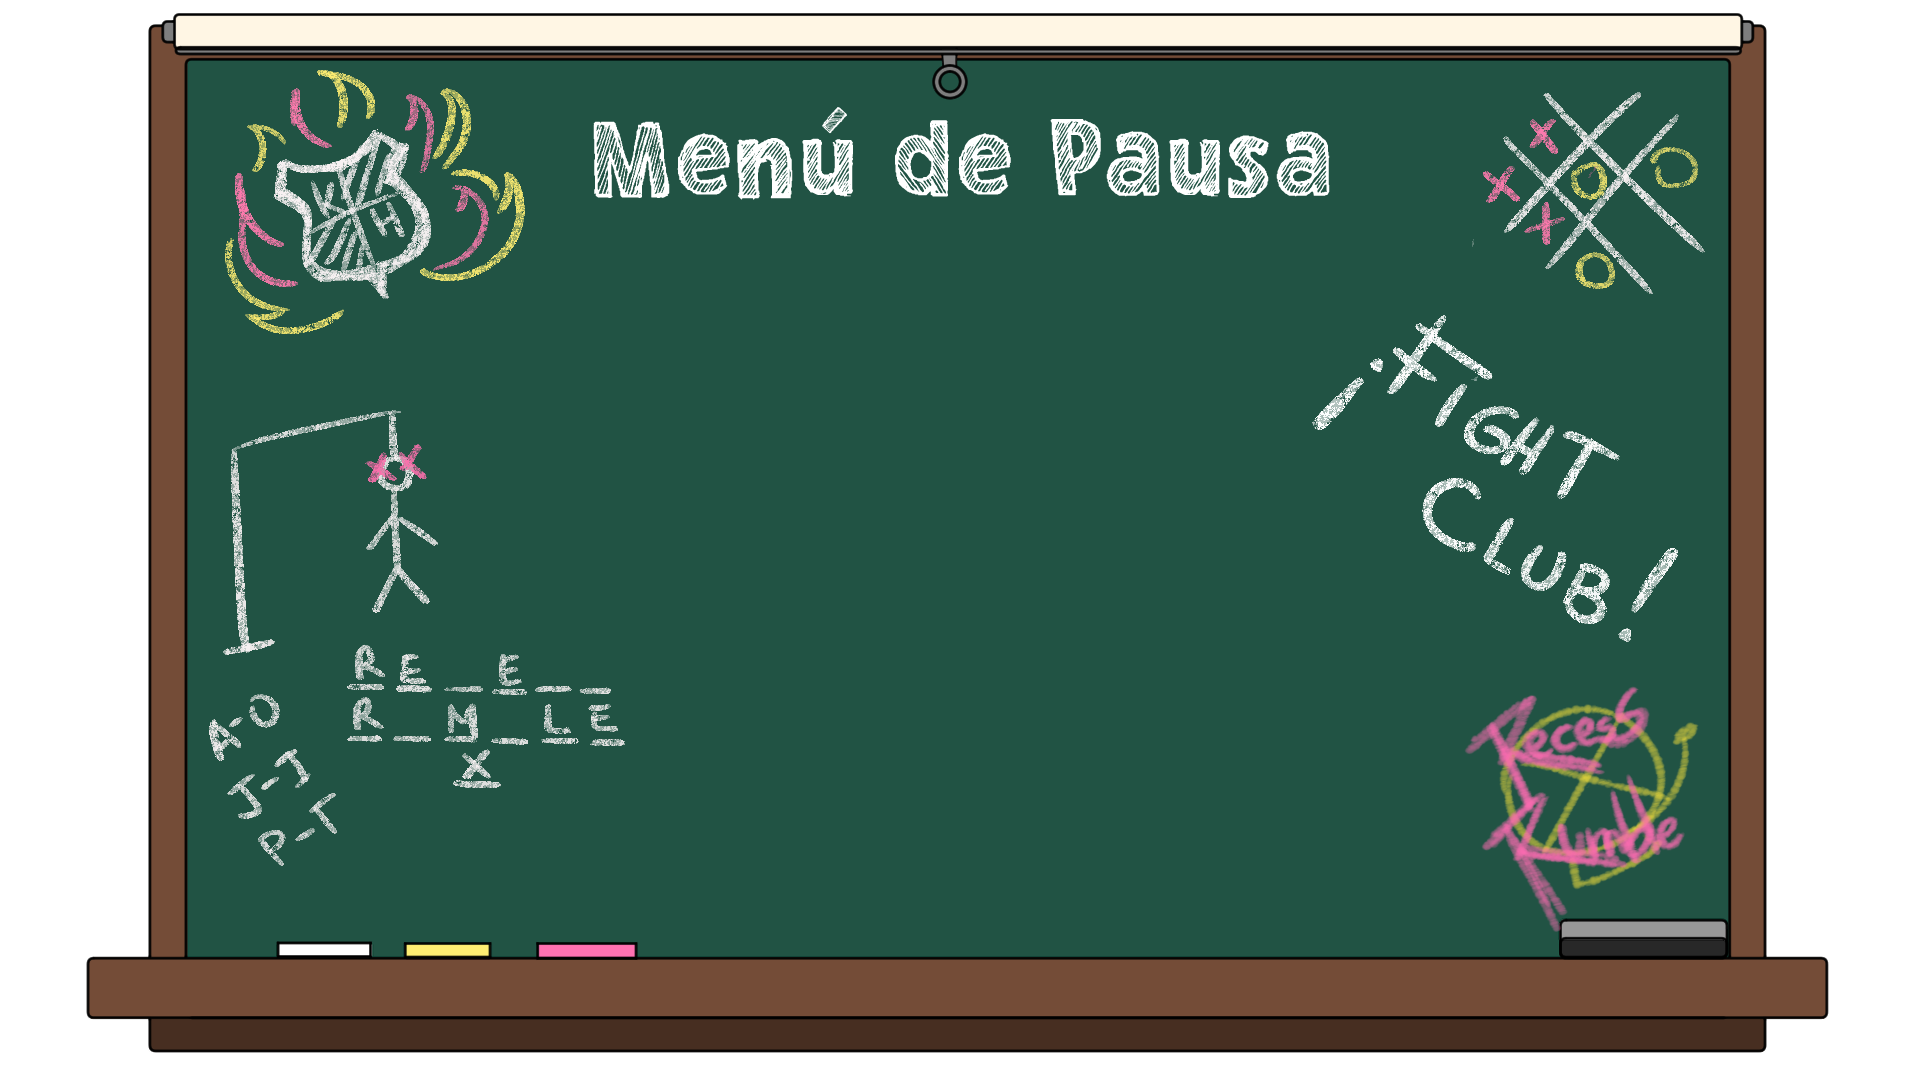 Menú de Pausa
K
H
X O
X O
X
O
¡FIGHT
CLUB!
R E _ E _ _
R _ M _ L E
X
A-O
J-J
P-T
Recess
Rumble